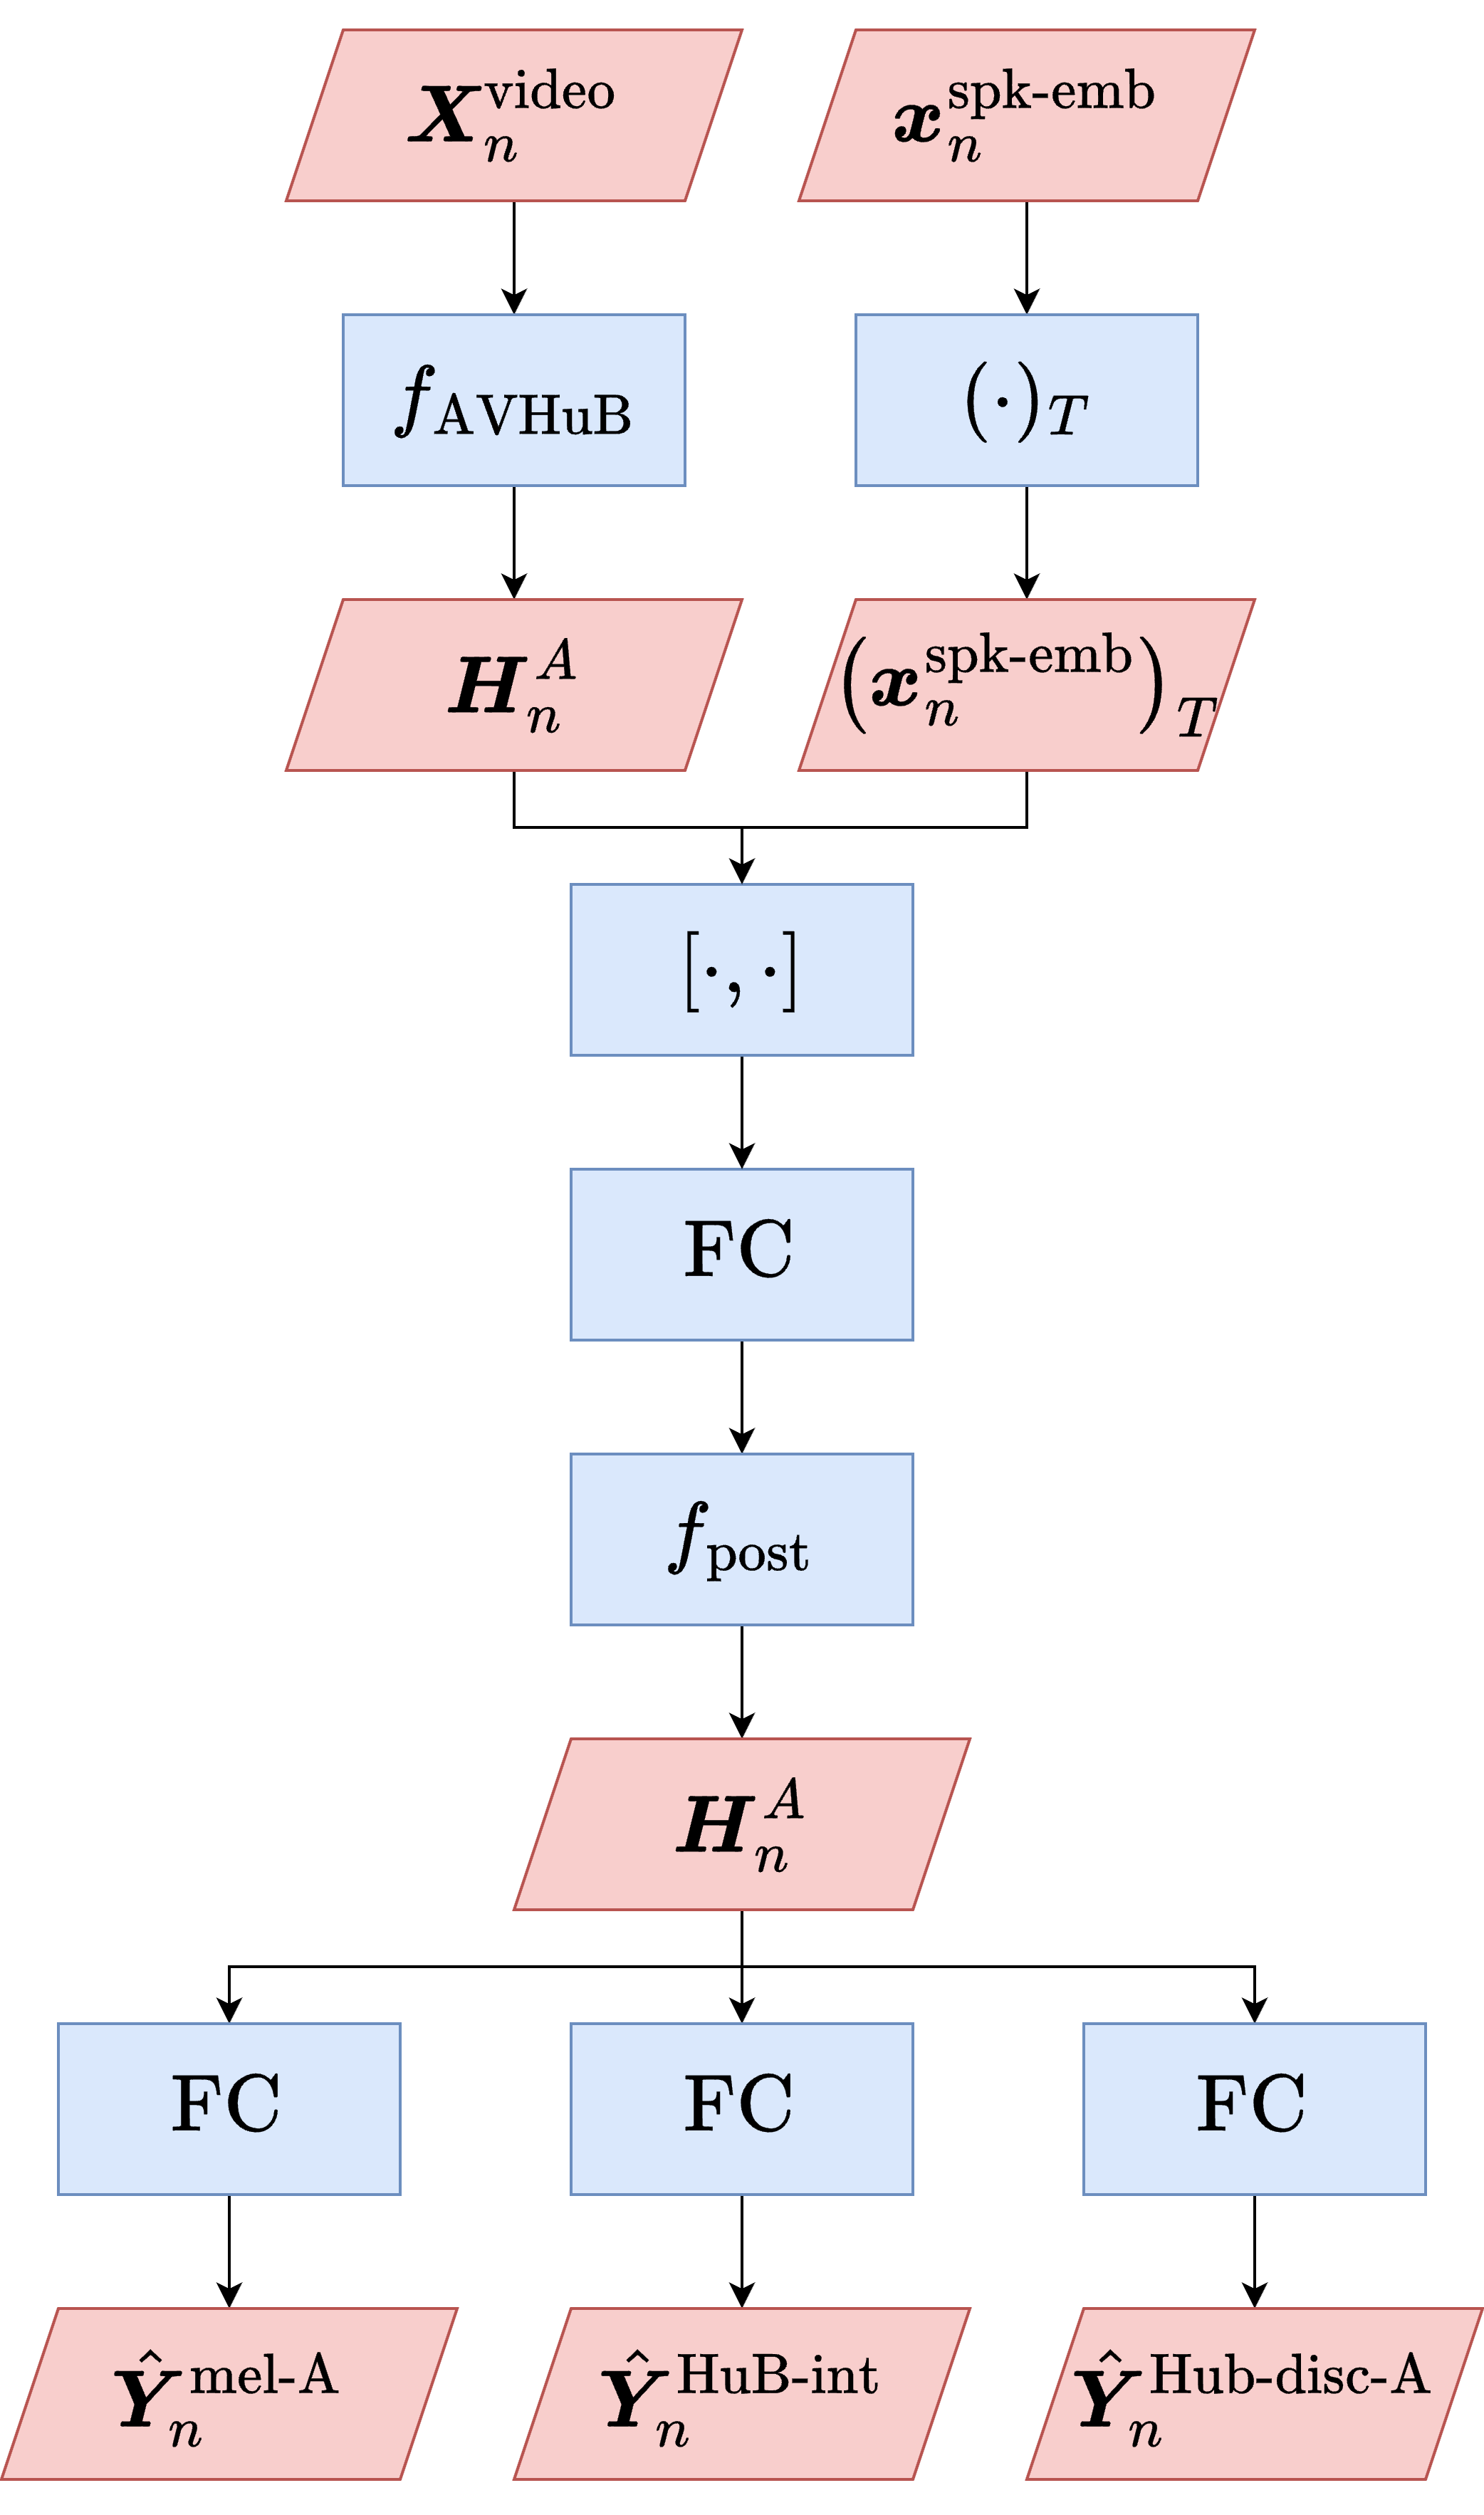 $\boldsymbol{X}_n^{\text{video}}$
$\boldsymbol{x}_n^{\text{spk-emb}}$
$f_{\text{AVHuB}}$
$(\cdot)_T$
$\boldsymbol{H}_n^A$
$\left(\boldsymbol{x}_n^{\text{spk-emb}}\right)_T$
$[\cdot, \cdot]$
FC
$f_{\text{post}}$
$\boldsymbol{H}_n^A$
FC
FC
FC
$\hat{\boldsymbol{Y}}_n^{\text{mel-A}}$
$\hat{\boldsymbol{Y}}_n^{\text{HuB-int}}$
$\hat{\boldsymbol{Y}}_n^{\text{Hub-disc-A}}$